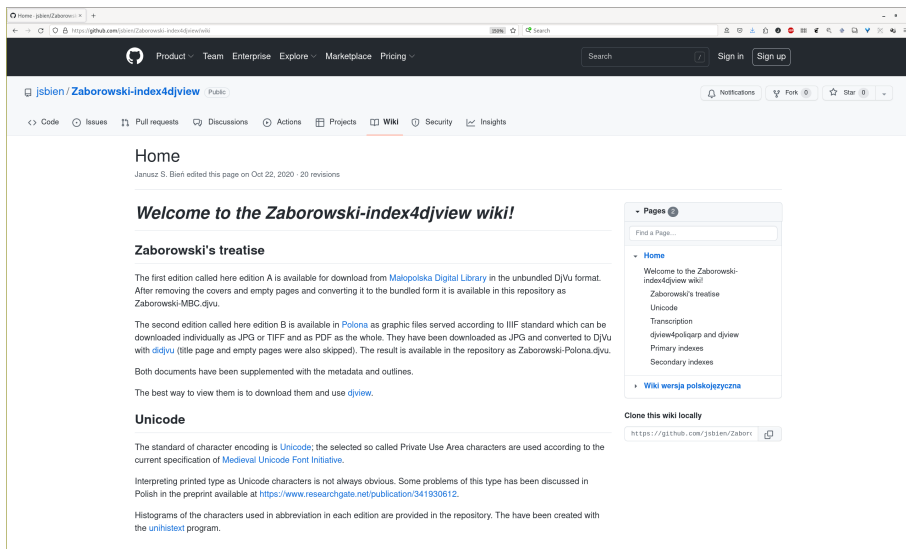 Home · jsbien/Zaborows
https://github.com/jsbien/Zaborowski-index4djview/wiki
150%
Search
Product Team Enterprise Explore Marketplace Pricing
Search
/
Sign in Sign up
jsbien / Zaborowski-index4djview Public
Notifications Fork 0 Star 0
Code Issues Pull requests Discussions Actions Projects Wiki Security Insights
Home
Janusz S. Bień edited this page on Oct 22, 2020 · 20 revisions
Welcome to the Zaborowski-index4djview wiki!
Zaborowski's treatise
The first edition called here edition A is available for download from Małopolska Digital Library in the unbundled DjVu format.
After removing the covers and empty pages and converting it to the bundled form it is available in this repository as
Zaborowski-MBC.djvu.
The second edition called here edition B is available in Polona as graphic files served according to IIIF standard which can be
downloaded individually as JPG or TIFF and as PDF as the whole. They have been downloaded as JPG and converted to DjVu
with didjvu (title page and empty pages were also skipped). The result is available in the repository as Zaborowski-Polona.djvu.
Both documents have been supplemented with the metadata and outlines.
The best way to view them is to download them and use djview.
Unicode
The standard of character encoding is Unicode; the selected so called Private Use Area characters are used according to the
current specification of Medieval Unicode Font Initiative.
Interpreting printed type as Unicode characters is not always obvious. Some problems of this type has been discussed in
Polish in the preprint available at https://www.researchgate.net/publication/341930612.
Histograms of the characters used in abbreviation in each edition are provided in the repository. The have been created with
the unihistext program.
Pages 2
Find a Page...
Home
Welcome to the Zaborowski-
index4djview wiki!
Zaborowski's treatise
Unicode
Transcription
djview4poliqarp and djview
Primary indexes
Secondary indexes
Wiki wersja polskojęzyczna
Clone this wiki locally
https://github.com/jsbien/Zaborc